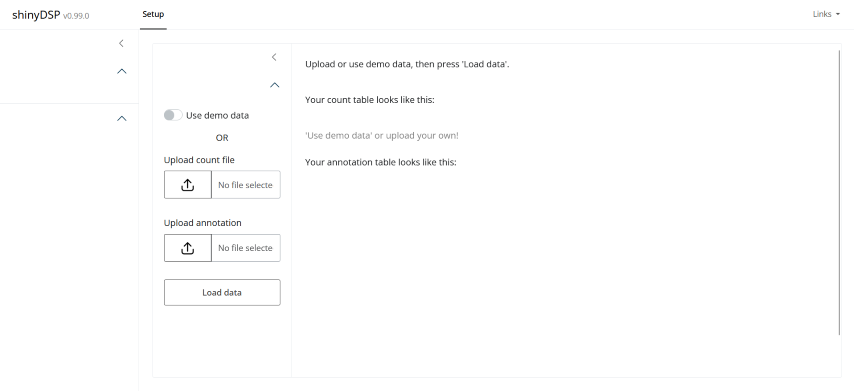 shinyDSP v0.99.0
Setup
Links
Upload or use demo data, then press 'Load data'.
Use demo data
OR
Upload count file
No file selecte
Upload annotation
No file selecte
Load data
Your count table looks like this:
'Use demo data' or upload your own!
Your annotation table looks like this: